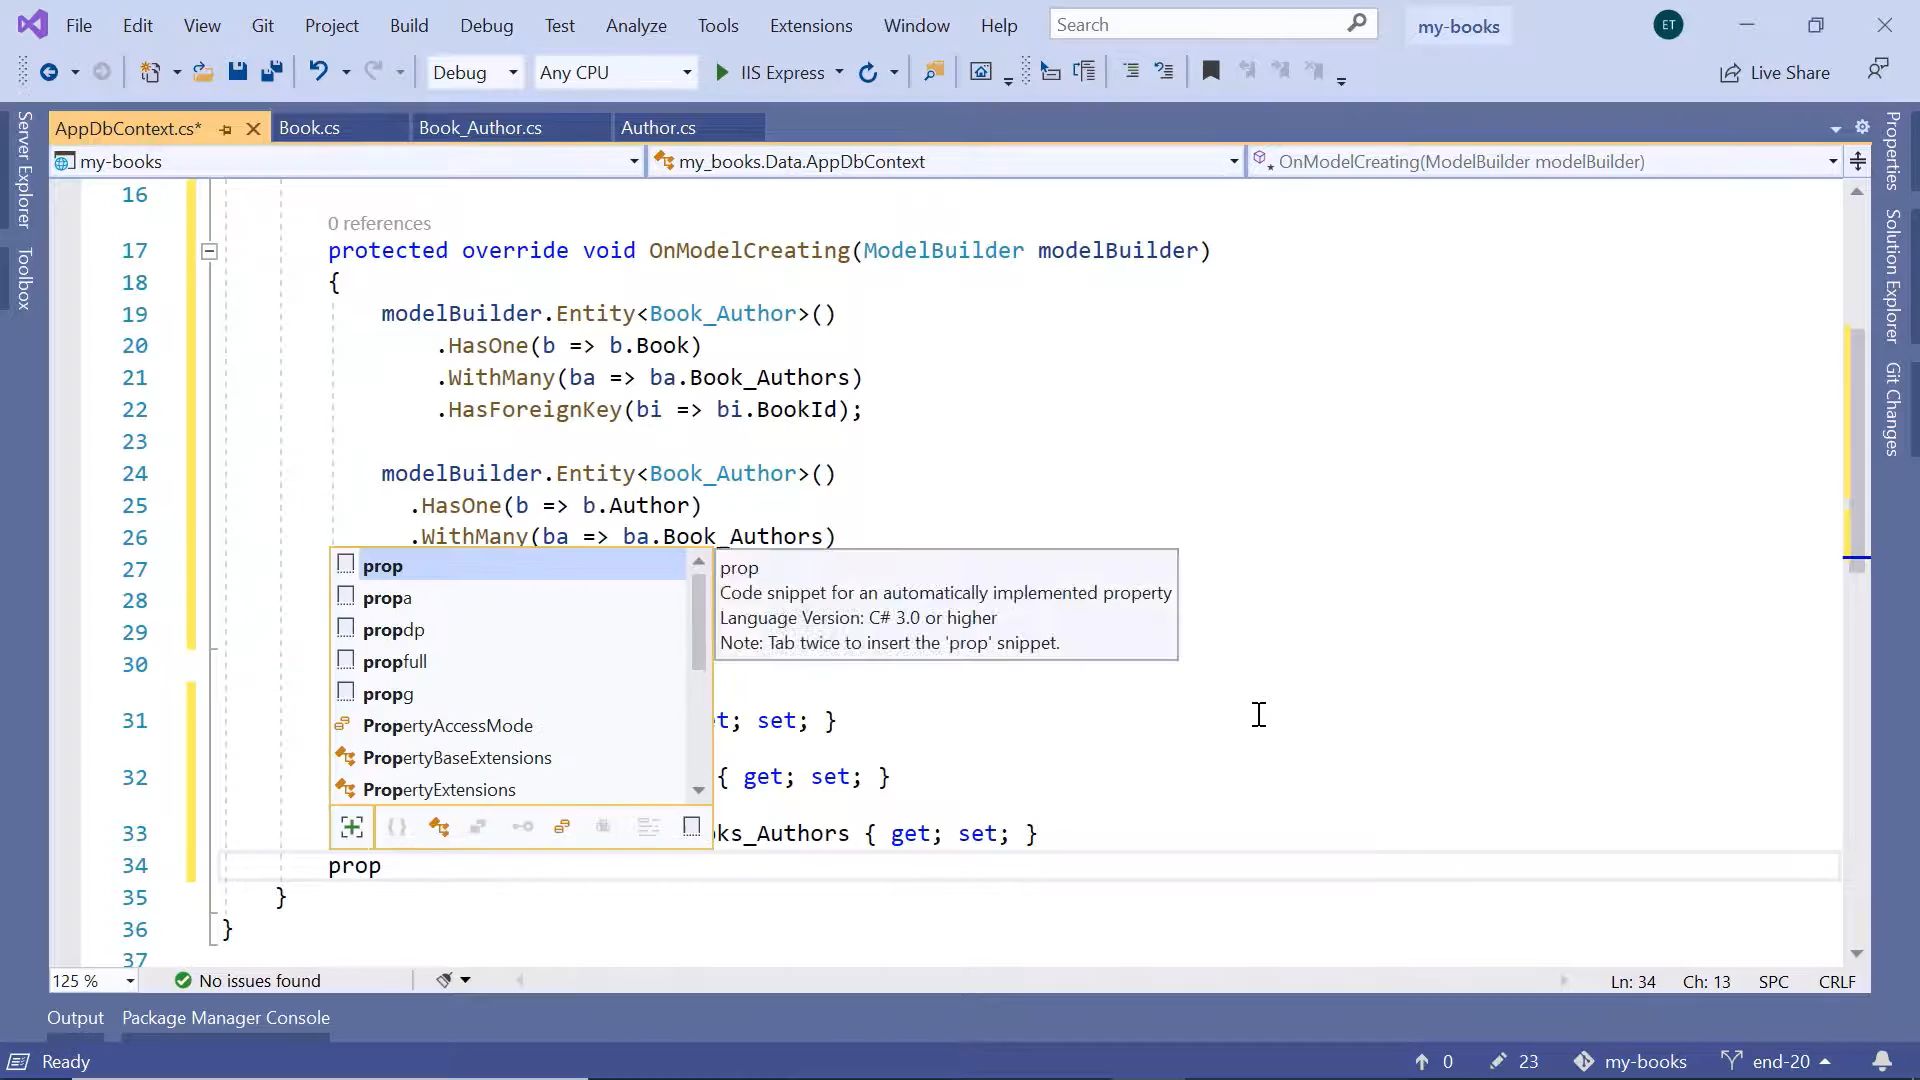 File Edit View Git Project Build Debug Test Analyze Tools Extensions Window Help Search my-books ET
Debug Any CPU IIS Express Live Share
AppDbContext.cs* Book.cs Book_Author.cs Author.cs
my-books my_books.Data.AppDbContext OnModelCreating(ModelBuilder modelBuilder)
Server Explorer
Toolbox
Properties
Solution Explorer
Git Changes
16
0 references
17 protected override void OnModelCreating(ModelBuilder modelBuilder)
18 {
19 modelBuilder.Entity<Book_Author>()
20 .HasOne(b => b.Book)
21 .WithMany(ba => ba.Book_Authors)
22 .HasForeignKey(bi => bi.BookId);
23
24 modelBuilder.Entity<Book_Author>()
25 .HasOne(b => b.Author)
26 .WithMany(ba => ba.Book_Authors)
27
28
29
30
31 t; set; }
32 { get; set; }
33 ks_Authors { get; set; }
34 prop
35 }
36 }
37
prop
propa
propdp
propfull
propg
PropertyAccessMode
PropertyBaseExtensions
PropertyExtensions
prop
Code snippet for an automatically implemented property
Language Version: C# 3.0 or higher
Note: Tab twice to insert the 'prop' snippet.
125 % No issues found Ln: 34 Ch: 13 SPC CRLF
Output Package Manager Console
Ready 0 23 my-books end-20